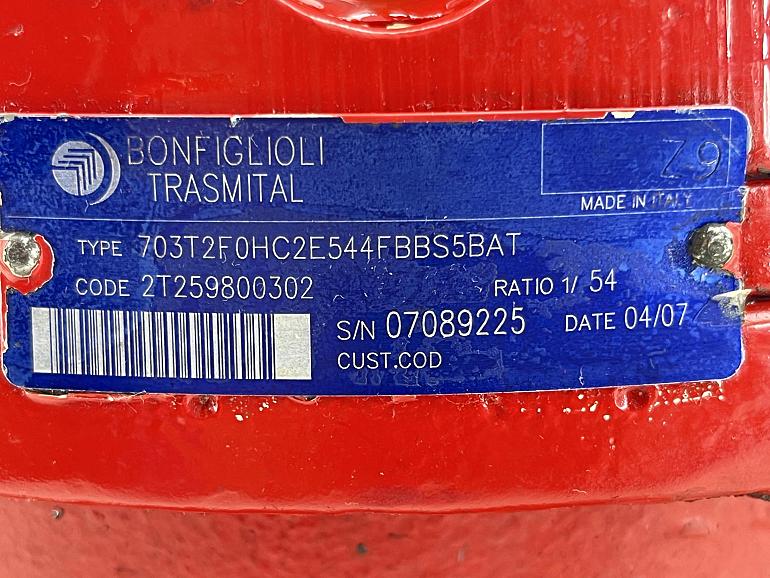 BONFIGLIOLI
TRASMITAL
Z9
MADE IN ITALY
TYPE 703T2F0HC2E544FBBS5BAT
CODE 2T259800302 RATIO 1/ 54
S/N 07089225 DATE 04/07
CUST.COD